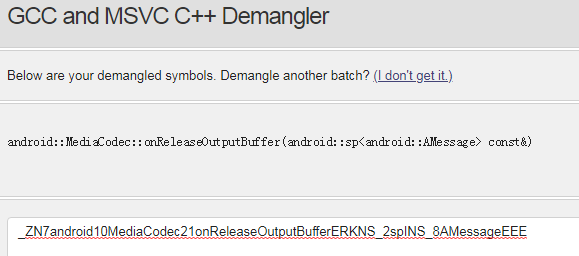 GCC and MSVC C++ Demangler
Below are your demangled symbols. Demangle another batch? (I don't get it.)
android::MediaCodec::onReleaseOutputBuffer(android::sp<android::AMessage> const&)
_ZN7android10MediaCodec21onReleaseOutputBufferERKNS_2spINS_8AMessageEEE